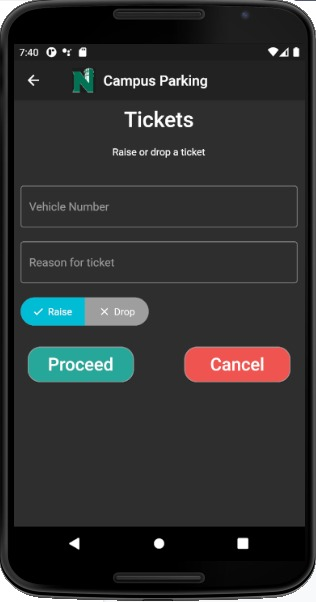 7:40
N Campus Parking
Tickets
Raise or drop a ticket
Vehicle Number
Reason for ticket
Raise Drop
Proceed Cancel